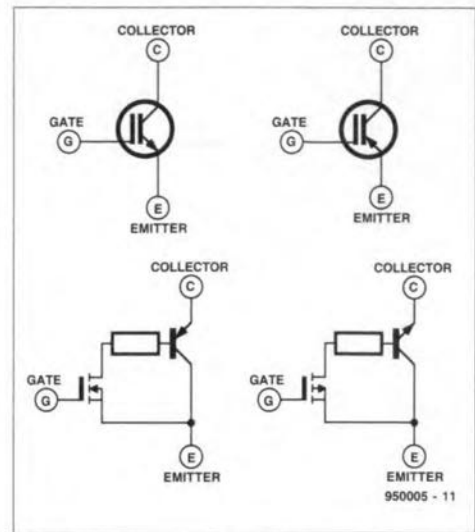 COLLECTOR
C
GATE
G
E
EMITTER
COLLECTOR
C
GATE
G
E
EMITTER
COLLECTOR
C
GATE
G
E
EMITTER
COLLECTOR
C
GATE
G
E
EMITTER
950005 - 11